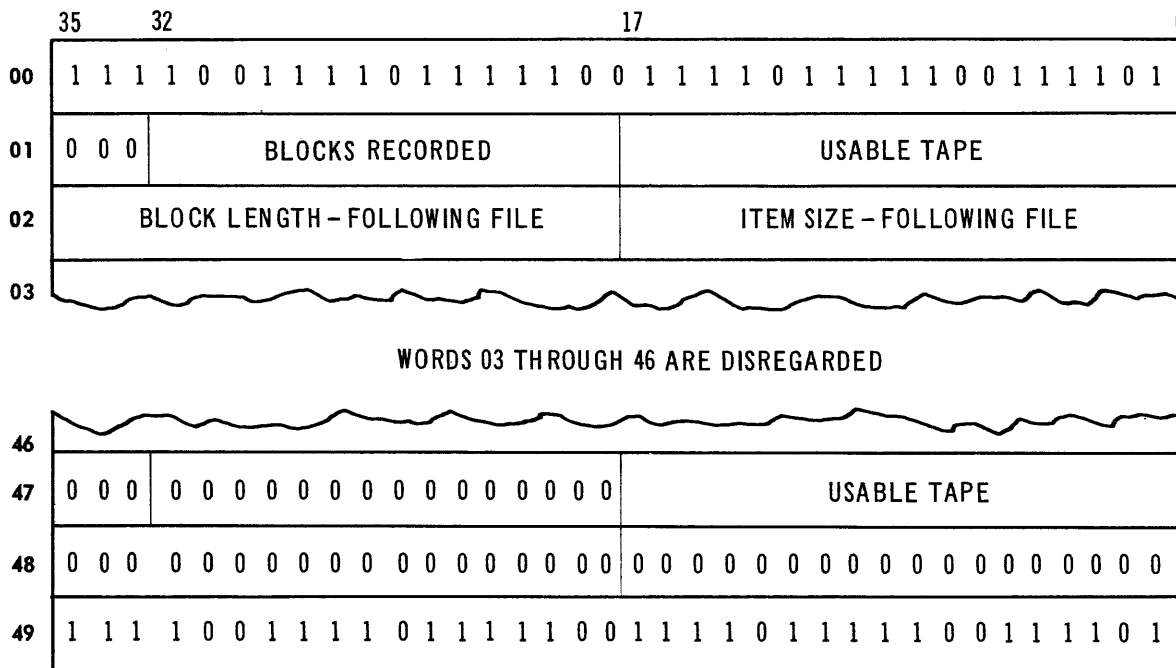 35 32 17
00 1 1 1 1 0 0 1 1 1 1 0 1 1 1 1 1 0 0 1 1 1 1 0 1 1 1 1 1 0 0 1 1 1 1 0 1
01 0 0 0 BLOCKS RECORDED USABLE TAPE
02 BLOCK LENGTH – FOLLOWING FILE ITEM SIZE – FOLLOWING FILE
03
WORDS 03 THROUGH 46 ARE DISREGARDED
46
47 0 0 0 0 0 0 0 0 0 0 0 0 0 0 0 0 0 0 USABLE TAPE
48 0 0 0 0 0 0 0 0 0 0 0 0 0 0 0 0 0 0 0 0 0 0 0 0 0 0 0 0 0 0 0 0 0 0 0 0
49 1 1 1 1 0 0 1 1 1 1 0 1 1 1 1 1 0 0 1 1 1 1 0 1 1 1 1 1 0 0 1 1 1 1 0 1